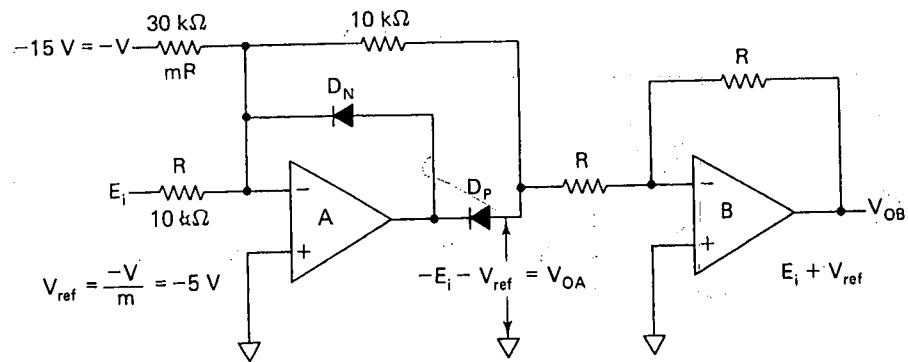 30 kΩ
10 kΩ
-15 V = -V
mR
D_N
R
R
E_i
10 kΩ
-
A
+
D_P
R
-
B
+
V_OB
V_ref = -V/m = -5 V
-E_i - V_ref = V_OA
E_i + V_ref